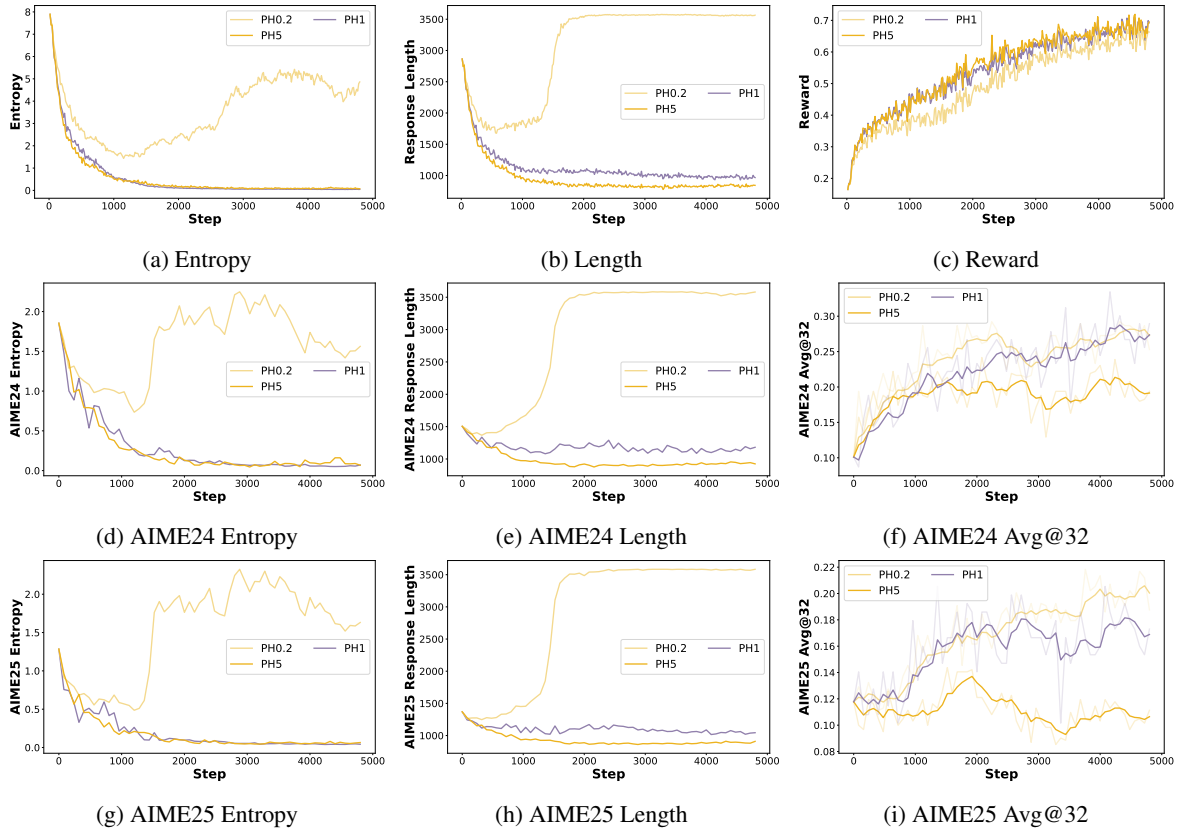 PH0.2 PH1
PH5
Entropy
8
7
6
5
4
3
2
1
0
0 1000 2000 3000 4000 5000
Step
(a) Entropy
PH0.2 PH1
PH5
Response Length
3500
3000
2500
2000
1500
1000
0 1000 2000 3000 4000 5000
Step
(b) Length
PH0.2 PH1
PH5
Reward
0.7
0.6
0.5
0.4
0.3
0.2
0 1000 2000 3000 4000 5000
Step
(c) Reward
PH0.2 PH1
PH5
AIME24 Entropy
2.0
1.5
1.0
0.5
0.0
0 1000 2000 3000 4000 5000
Step
(d) AIME24 Entropy
PH0.2 PH1
PH5
AIME24 Response Length
3500
3000
2500
2000
1500
1000
0 1000 2000 3000 4000 5000
Step
(e) AIME24 Length
PH0.2 PH1
PH5
AIME24 Avg@32
0.30
0.25
0.20
0.15
0.10
0 1000 2000 3000 4000 5000
Step
(f) AIME24 Avg@32
PH0.2 PH1
PH5
AIME25 Entropy
2.0
1.5
1.0
0.5
0.0
0 1000 2000 3000 4000 5000
Step
(g) AIME25 Entropy
PH0.2 PH1
PH5
AIME25 Response Length
3500
3000
2500
2000
1500
1000
0 1000 2000 3000 4000 5000
Step
(h) AIME25 Length
PH0.2 PH1
PH5
AIME25 Avg@32
0.22
0.20
0.18
0.16
0.14
0.12
0.10
0.08
0 1000 2000 3000 4000 5000
Step
(i) AIME25 Avg@32